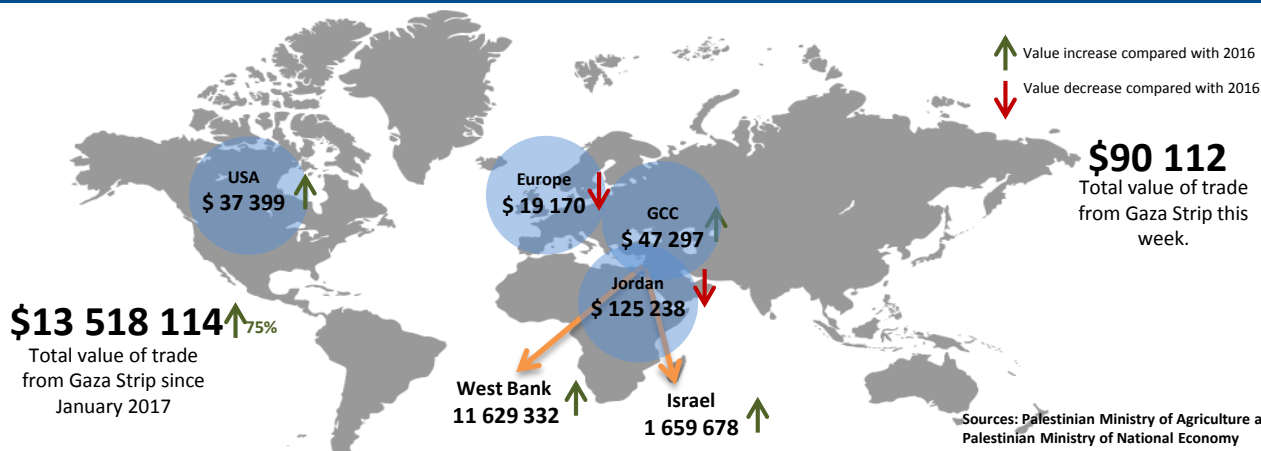 Value increase compared with 2016
Value decrease compared with 2016
USA
$ 37 399
Europe
$ 19 170
GCC
$ 47 297
Jordan
$ 125 238
$90 112
Total value of trade
from Gaza Strip this
week.
$13 518 114 75%
Total value of trade
from Gaza Strip since
January 2017
West Bank
11 629 332
Israel
1 659 678
Sources: Palestinian Ministry of Agriculture a
Palestinian Ministry of National Economy